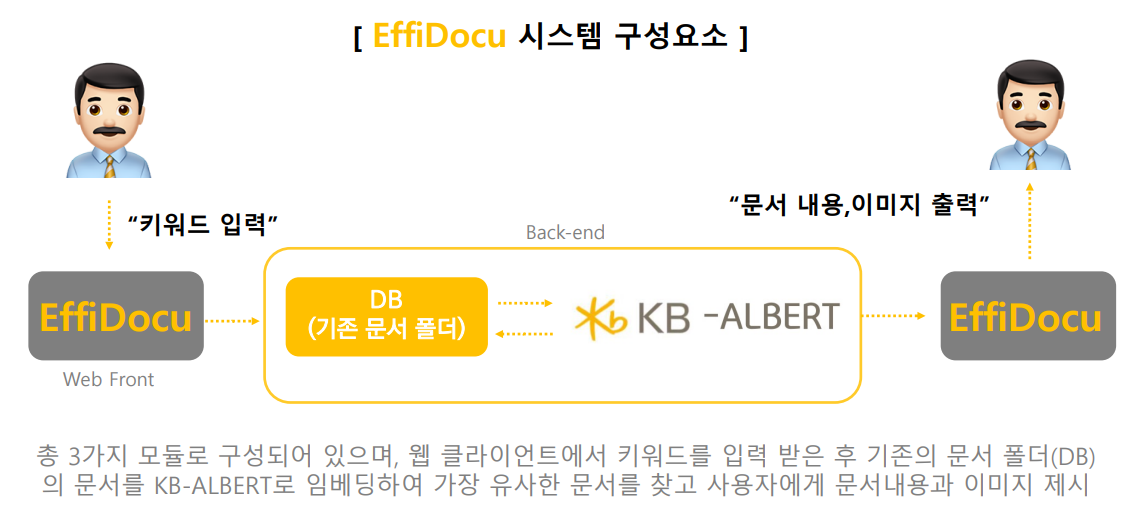 [ EffiDocu 시스템 구성요소 ]
“키워드 입력”
“문서 내용,이미지 출력”
Back-end
EffiDocu
DB
(기존 문서 폴더)
KB -ALBERT
EffiDocu
Web Front
총 3가지 모듈로 구성되어 있으며, 웹 클라이언트에서 키워드를 입력 받은 후 기존의 문서 폴더(DB)
의 문서를 KB-ALBERT로 임베딩하여 가장 유사한 문서를 찾고 사용자에게 문서내용과 이미지 제시